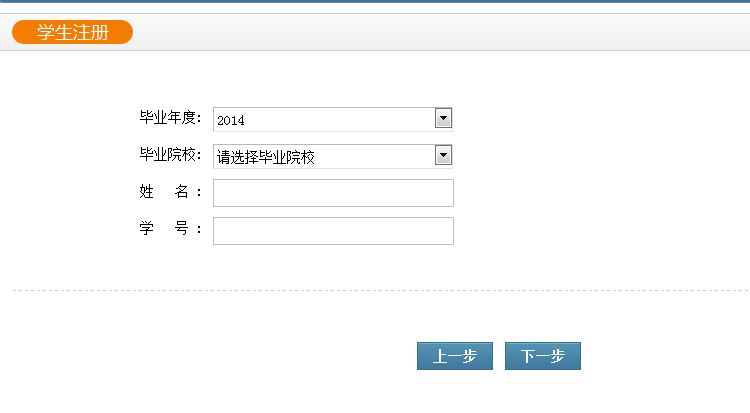 学生注册
毕业年度: 2014
毕业院校: 请选择毕业院校
姓 名 :
学 号 :
上一步 下一步